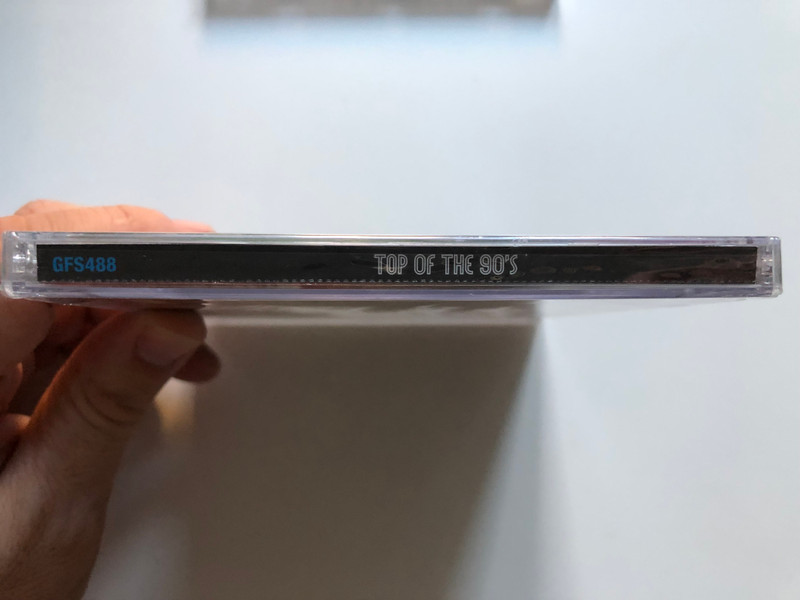 GFS488 TOP OF THE 90'S